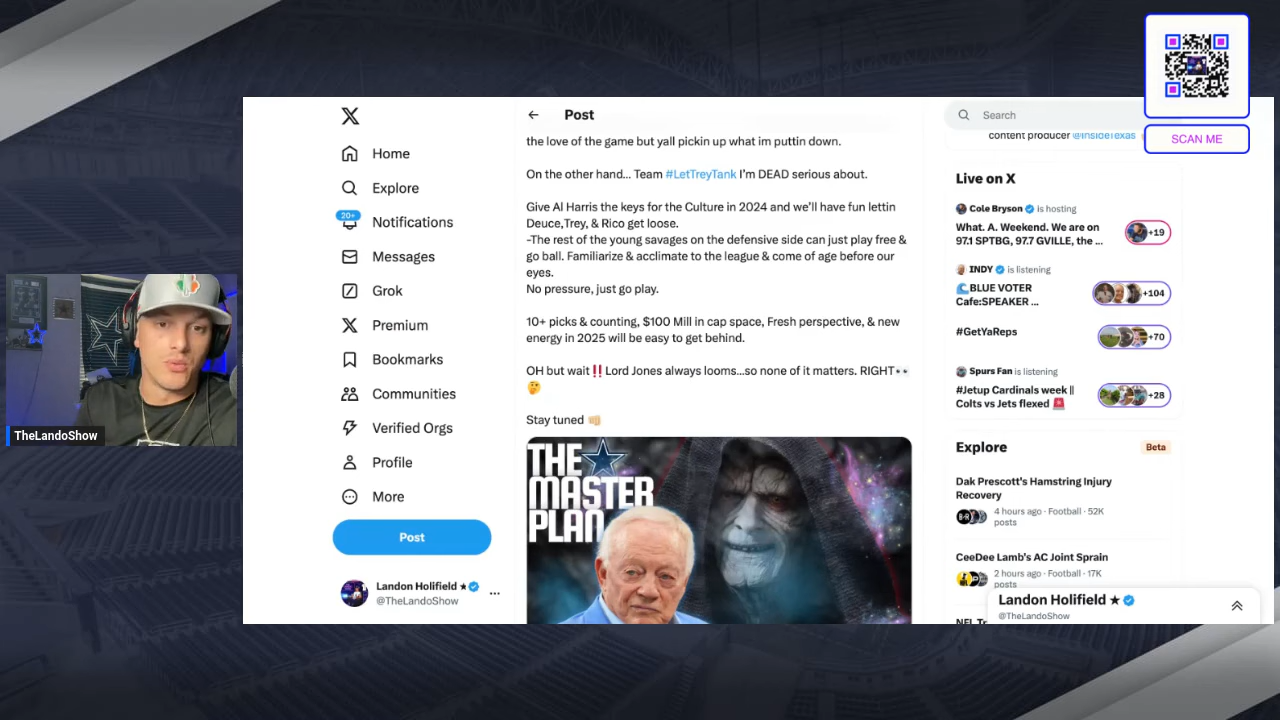 SCAN ME
TheLandoShow
Home
Explore
20+
Notifications
Messages
Grok
Premium
Bookmarks
Communities
Verified Orgs
Profile
More
Post
Landon Holifield ★
@TheLandoShow
Post
the love of the game but yall pickin up what im puttin down.
On the other hand... Team #LetTreyTank I’m DEAD serious about.
Give Al Harris the keys for the Culture in 2024 and we’ll have fun lettin
Deuce,Trey, & Rico get loose.
-The rest of the young savages on the defensive side can just play free &
go ball. Familiarize & acclimate to the league & come of age before our
eyes.
No pressure, just go play.
10+ picks & counting, $100 Mill in cap space, Fresh perspective, & new
energy in 2025 will be easy to get behind.
OH but wait‼️Lord Jones always looms...so none of it matters. RIGHT👀
🤔
Stay tuned 👊🏼
THE
MASTER
PLAN
Search
content producer @InsideTexas
Live on X
Cole Bryson is hosting
What. A. Weekend. We are on
97.1 SPTBG, 97.7 GVILLE, the ...
+19
INDY is listening
🌊BLUE VOTER
Cafe:SPEAKER ...
+104
#GetYaReps
+70
Spurs Fan is listening
#Jetup Cardinals week ||
Colts vs Jets flexed 🚨
+28
Explore
Beta
Dak Prescott's Hamstring Injury
Recovery
4 hours ago · Football · 52K
posts
CeeDee Lamb's AC Joint Sprain
2 hours ago · Football · 17K
posts
Landon Holifield ★
@TheLandoShow